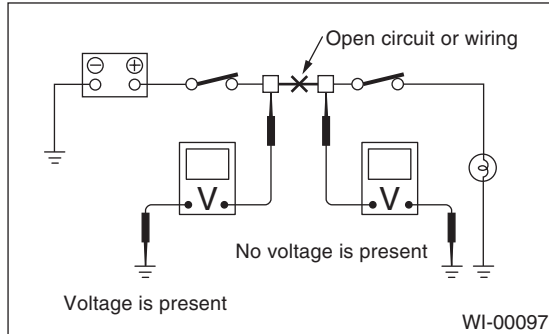 Open circuit or wiring
⊖ ⊕
V
V
No voltage is present
Voltage is present
WI-00097